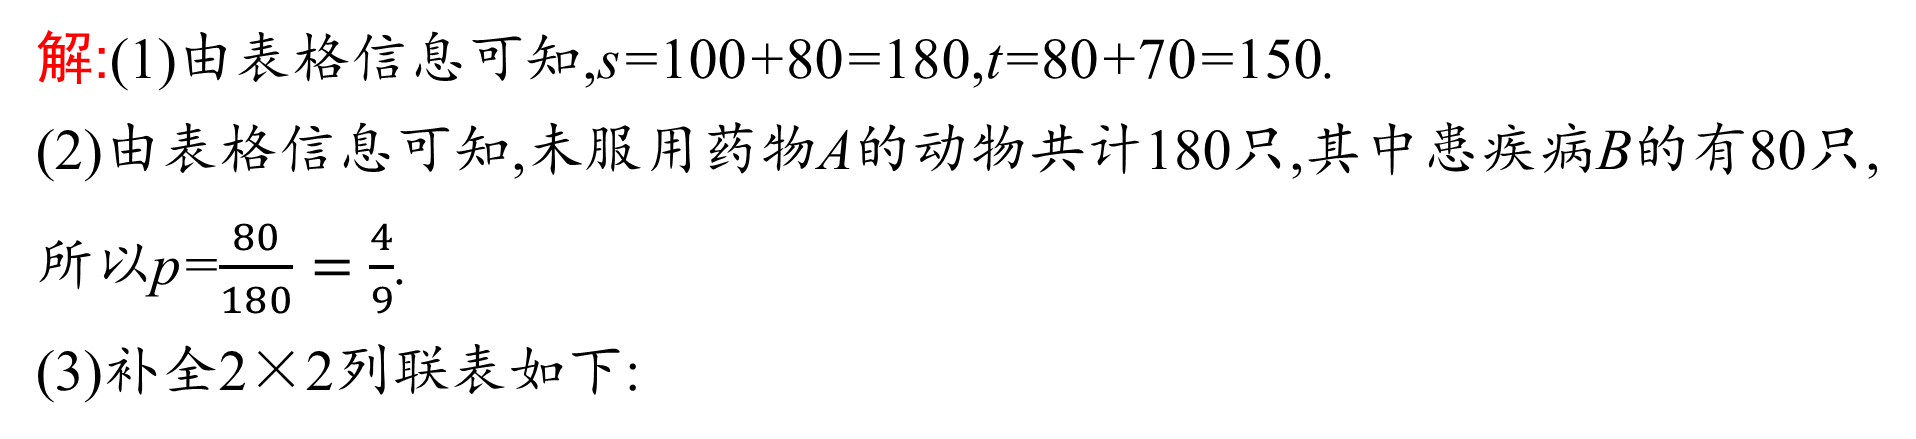 解:(1)由表格信息可知,s=100+80=180,t=80+70=150.
(2)由表格信息可知,未服用药物A的动物共计180只,其中患疾病B的有80只,
所以p=80/180=4/9.
(3)补全2×2列联表如下: